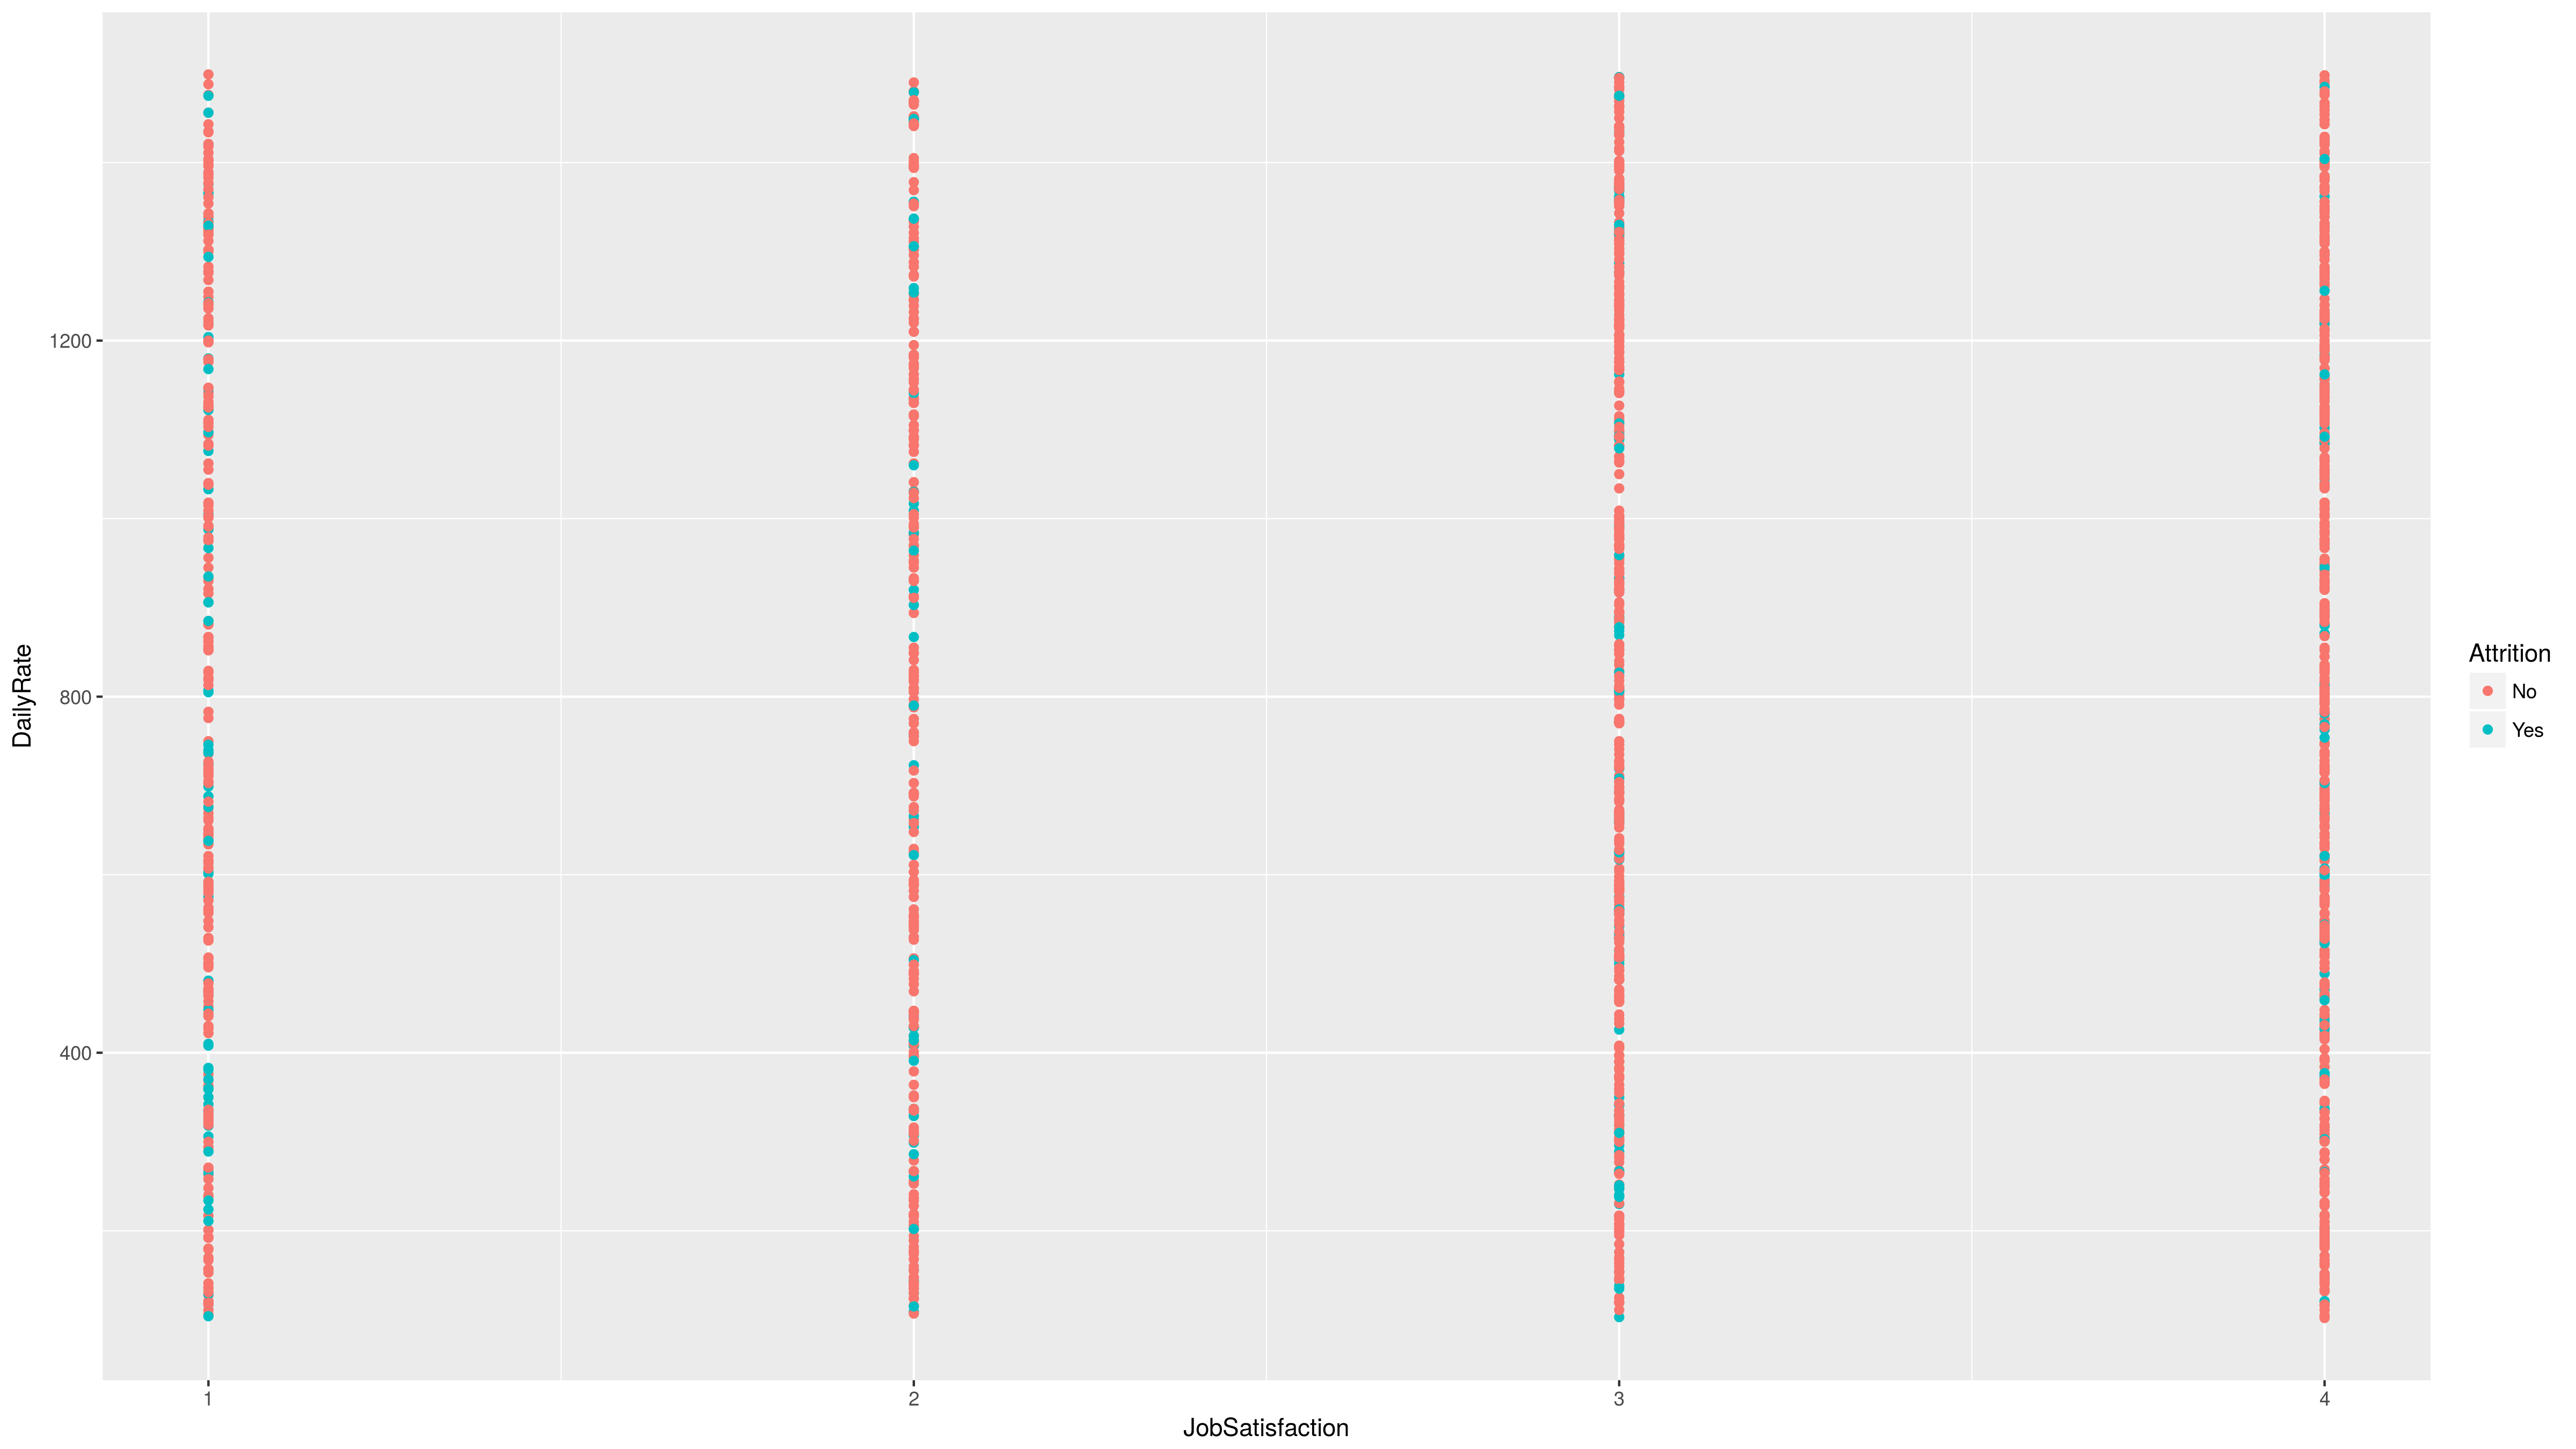 1200
800
400
DailyRate
1
2
3
4
JobSatisfaction
Attrition
No
Yes